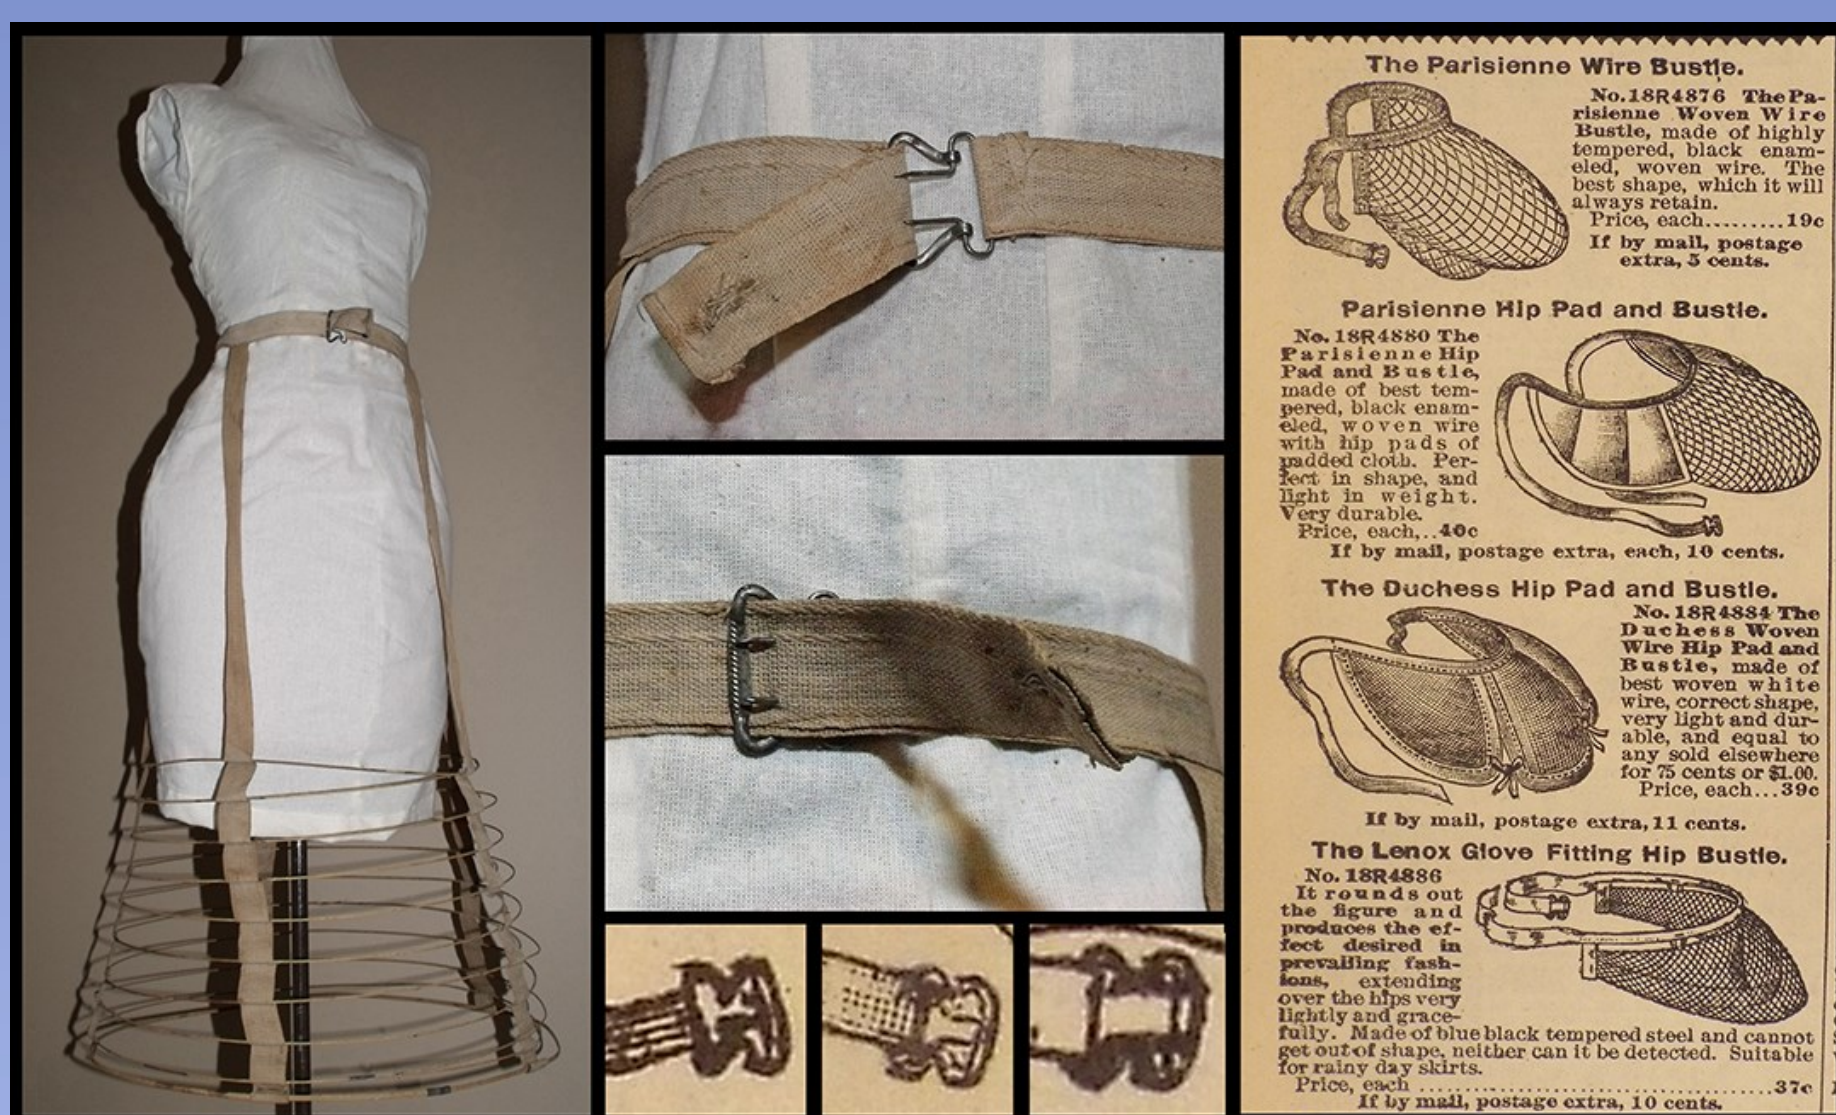 The Parisienne Wire Bustle.
No. 18R4876 The Pa-
risienne Woven Wire
Bustle, made of highly
tempered, black enam-
eled, woven wire. The
best shape, which it will
always retain.
Price, each.........19c
If by mail, postage
extra, 5 cents.
Parisienne Hip Pad and Bustle.
No. 18R4880 The
Parisienne Hip
Pad and Bustle,
made of best tem-
pered, black enam-
eled, woven wire
with hip pads of
padded cloth. Per-
fect in shape, and
light in weight.
Very durable.
Price, each,..40c
If by mail, postage extra, each, 10 cents.
The Duchess Hip Pad and Bustle.
No. 18R4884 The
Duchess Woven
Wire Hip Pad and
Bustle, made of
best woven white
wire, correct shape,
very light and dur-
able, and equal to
any sold elsewhere
for 75 cents or $1.00.
Price, each...39c
If by mail, postage extra, 11 cents.
The Lenox Glove Fitting Hip Bustle.
No. 18R4886
It rounds out
the figure and
produces the ef-
fect desired in
prevailing fash-
ions, extending
over the hips very
lightly and grace-
fully. Made of blue black tempered steel and cannot
get out of shape, neither can it be detected. Suitable
for rainy day skirts.
Price, each ........................................37c
If by mail, postage extra, 10 cents.